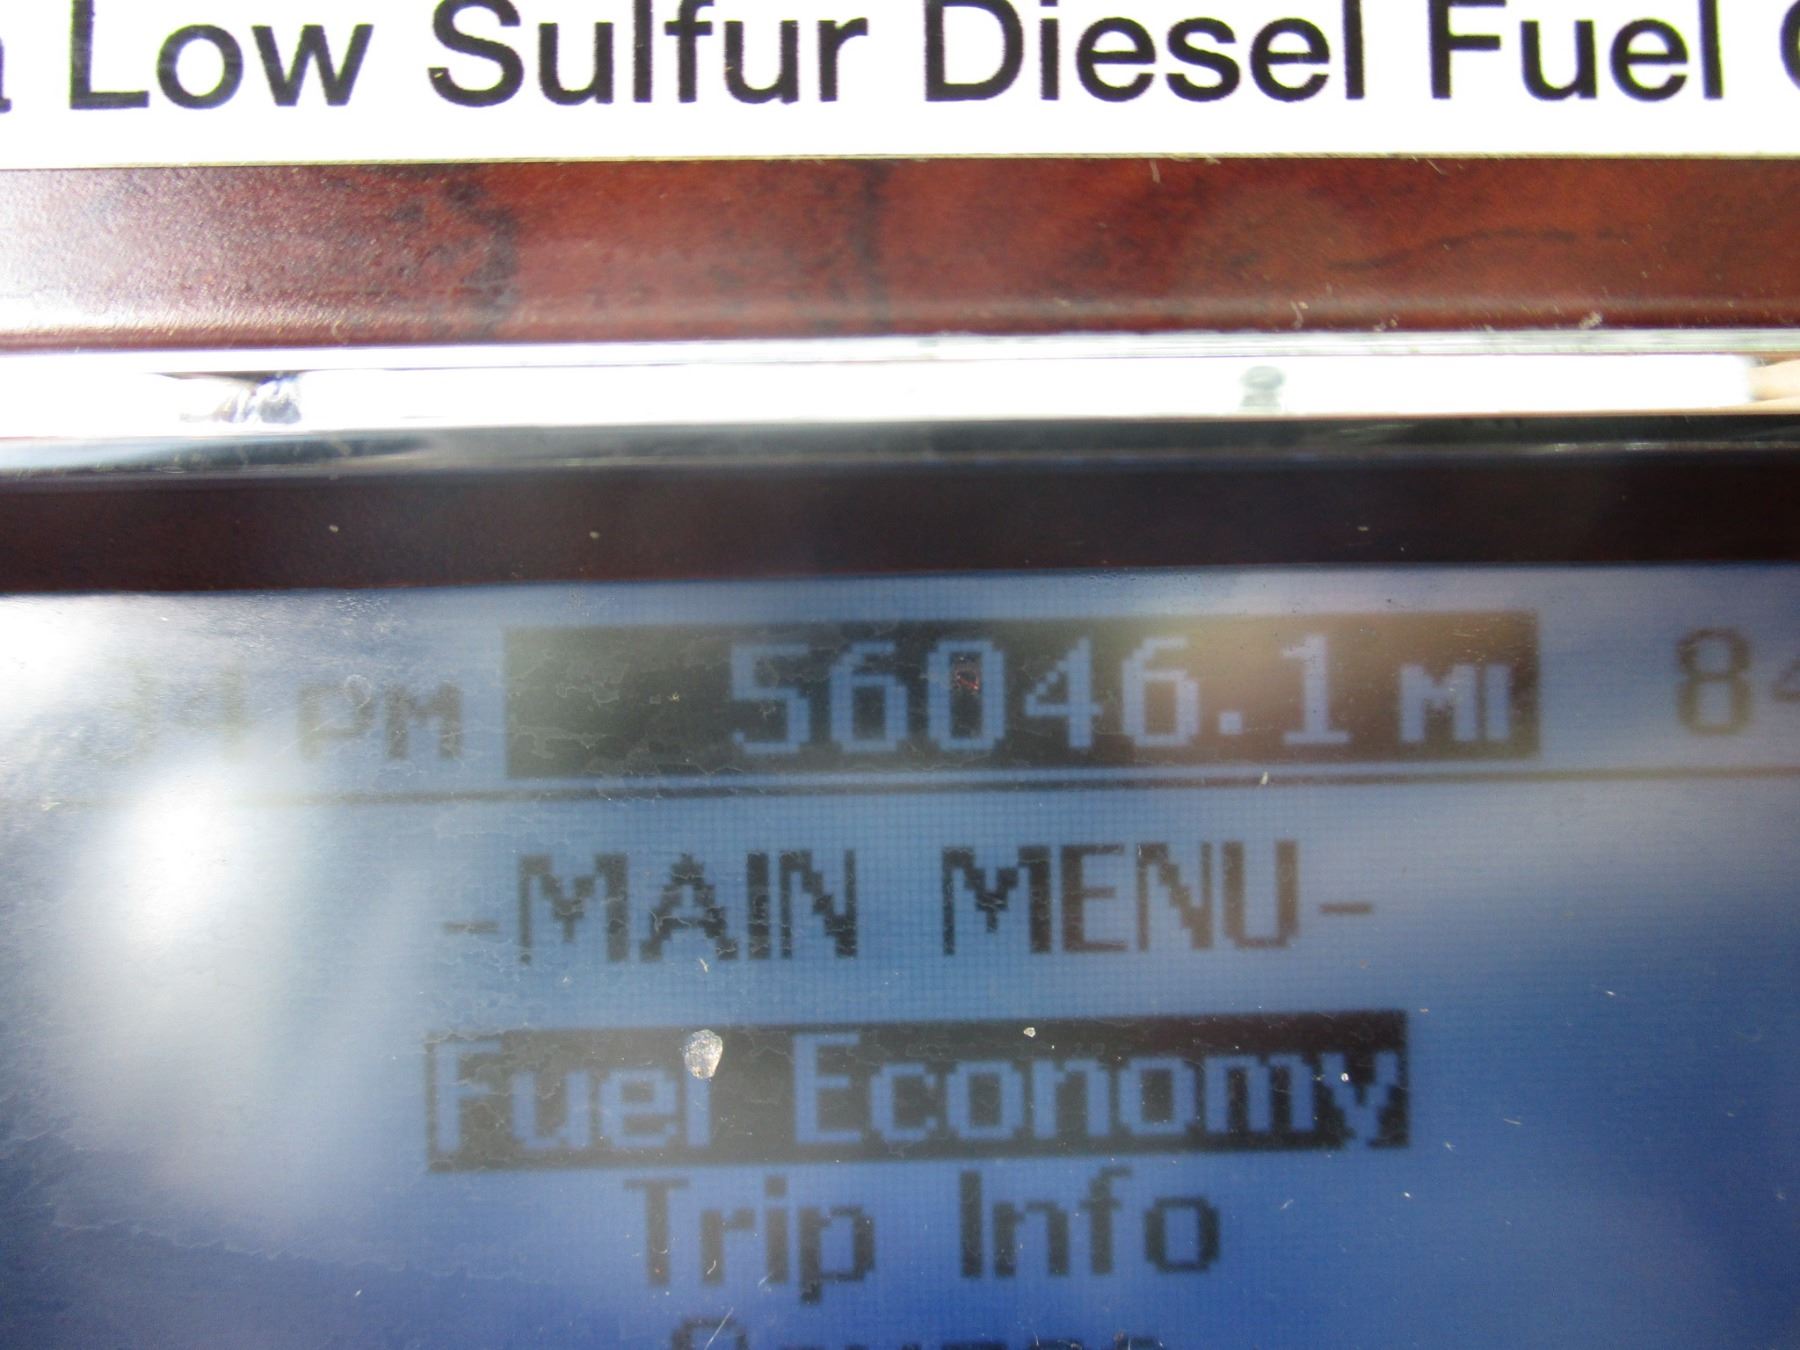 Low Sulfur Diesel Fuel
PM 56046.1 MI
-MAIN MENU-
Fuel Economy
Trip Info